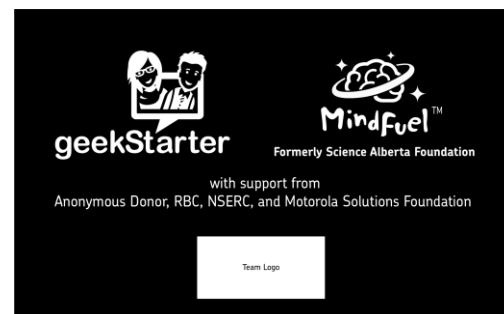 geekStarter
MindFuel™
Formerly Science Alberta Foundation
with support from
Anonymous Donor, RBC, NSERC, and Motorola Solutions Foundation
Team Logo